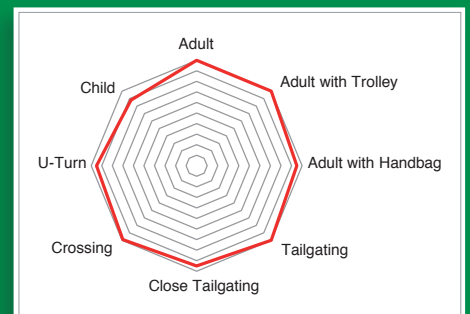 Adult
Child
Adult with Trolley
U-Turn
Adult with Handbag
Crossing
Tailgating
Close Tailgating